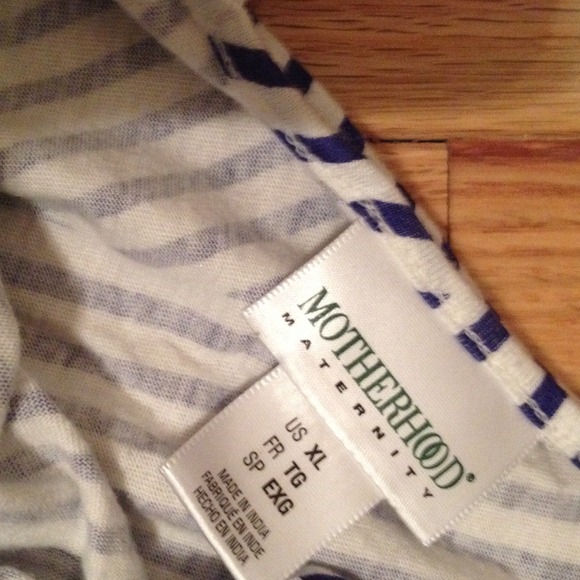 MOTHERHOOD®
MATERNITY
US XL
FR TG
SP EXG
MADE IN INDIA
FABRIQUÉ EN INDE
HECHO EN INDIA